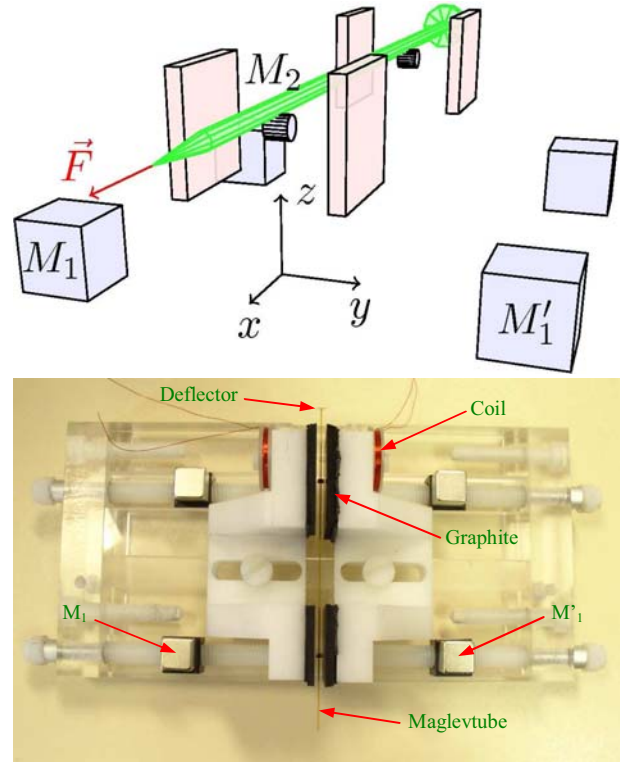 M₂
F⃗
M₁
z
x
y
M′₁
Deflector
Coil
Graphite
M₁
M’₁
Maglevtube